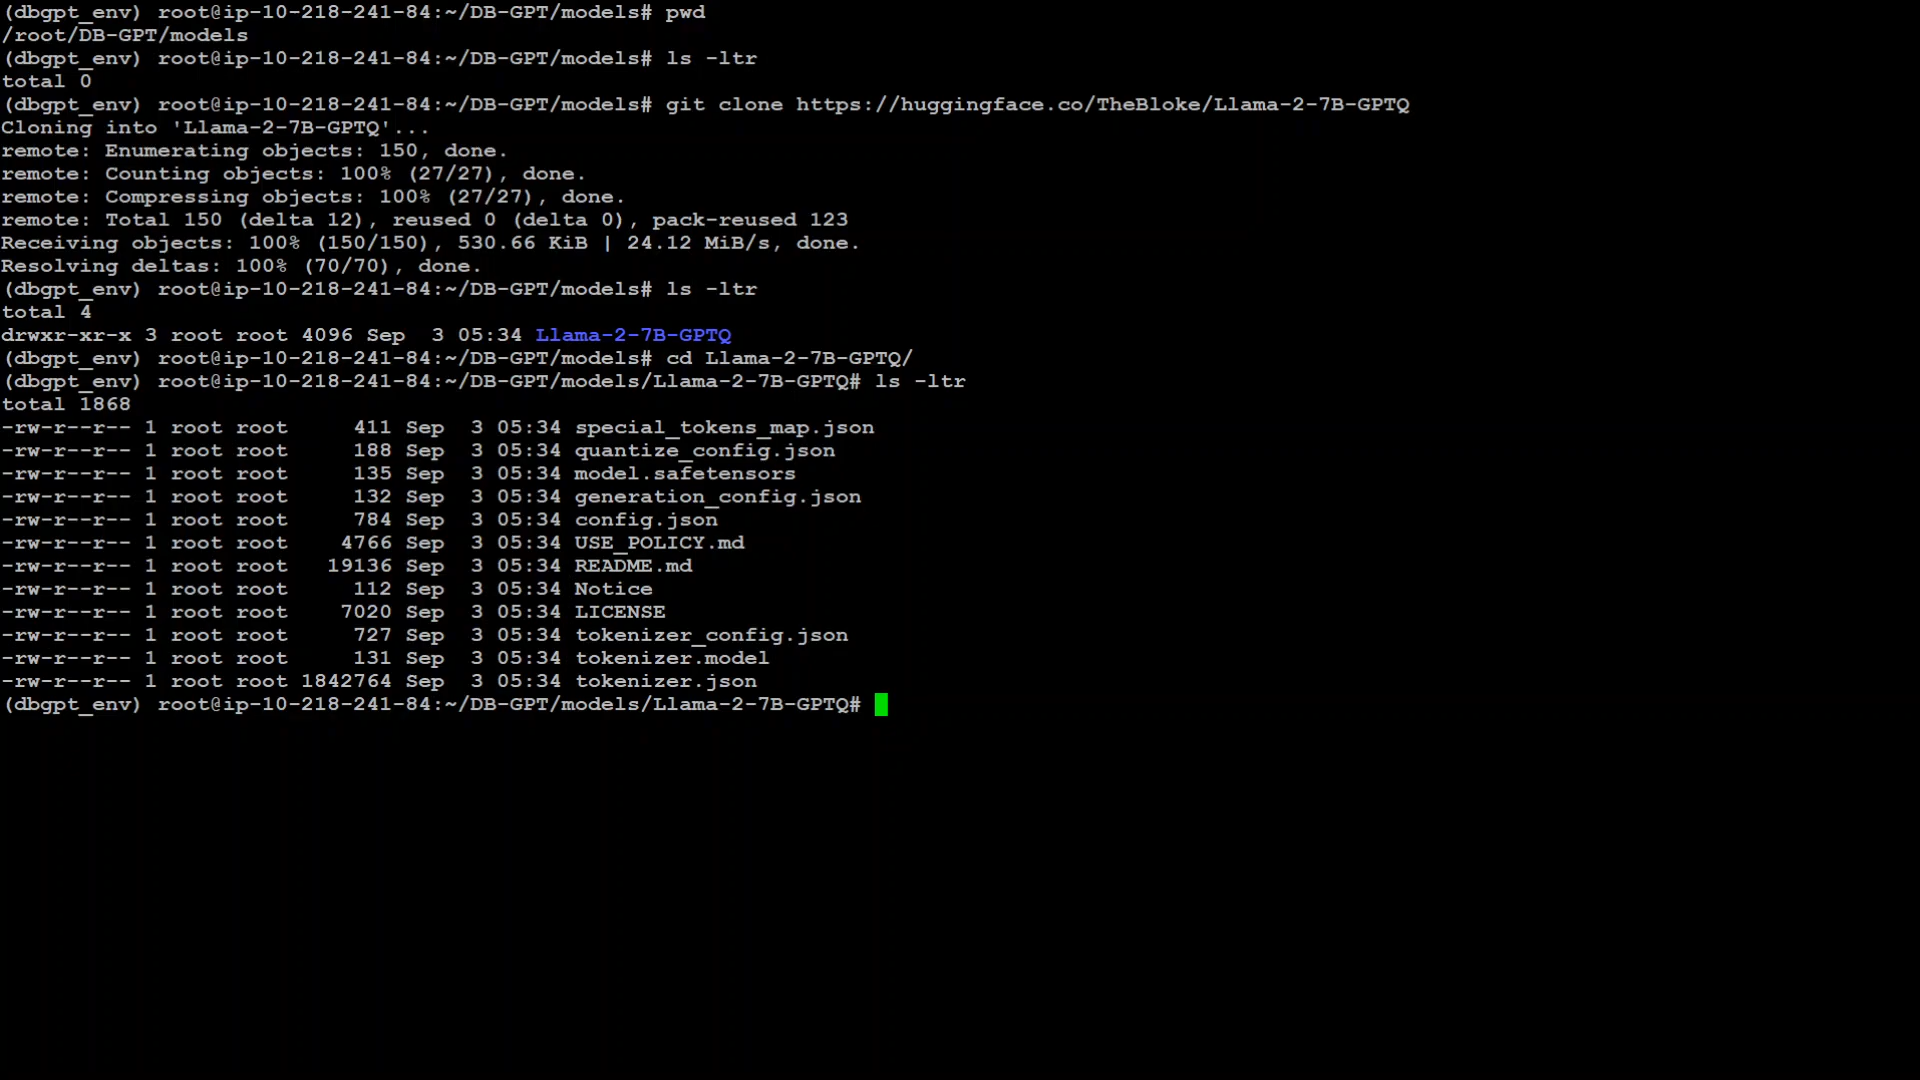 (dbgpt_env) root@ip-10-218-241-84:~/DB-GPT/models# pwd
/root/DB-GPT/models
(dbgpt_env) root@ip-10-218-241-84:~/DB-GPT/models# ls -ltr
total 0
(dbgpt_env) root@ip-10-218-241-84:~/DB-GPT/models# git clone https://huggingface.co/TheBloke/Llama-2-7B-GPTQ
Cloning into 'Llama-2-7B-GPTQ'...
remote: Enumerating objects: 150, done.
remote: Counting objects: 100% (27/27), done.
remote: Compressing objects: 100% (27/27), done.
remote: Total 150 (delta 12), reused 0 (delta 0), pack-reused 123
Receiving objects: 100% (150/150), 530.66 KiB | 24.12 MiB/s, done.
Resolving deltas: 100% (70/70), done.
(dbgpt_env) root@ip-10-218-241-84:~/DB-GPT/models# ls -ltr
total 4
drwxr-xr-x 3 root root 4096 Sep  3 05:34 Llama-2-7B-GPTQ
(dbgpt_env) root@ip-10-218-241-84:~/DB-GPT/models# cd Llama-2-7B-GPTQ/
(dbgpt_env) root@ip-10-218-241-84:~/DB-GPT/models/Llama-2-7B-GPTQ# ls -ltr
total 1868
-rw-r--r-- 1 root root     411 Sep  3 05:34 special_tokens_map.json
-rw-r--r-- 1 root root     188 Sep  3 05:34 quantize_config.json
-rw-r--r-- 1 root root     135 Sep  3 05:34 model.safetensors
-rw-r--r-- 1 root root     132 Sep  3 05:34 generation_config.json
-rw-r--r-- 1 root root     784 Sep  3 05:34 config.json
-rw-r--r-- 1 root root    4766 Sep  3 05:34 USE_POLICY.md
-rw-r--r-- 1 root root   19136 Sep  3 05:34 README.md
-rw-r--r-- 1 root root     112 Sep  3 05:34 Notice
-rw-r--r-- 1 root root    7020 Sep  3 05:34 LICENSE
-rw-r--r-- 1 root root     727 Sep  3 05:34 tokenizer_config.json
-rw-r--r-- 1 root root     131 Sep  3 05:34 tokenizer.model
-rw-r--r-- 1 root root 1842764 Sep  3 05:34 tokenizer.json
(dbgpt_env) root@ip-10-218-241-84:~/DB-GPT/models/Llama-2-7B-GPTQ#